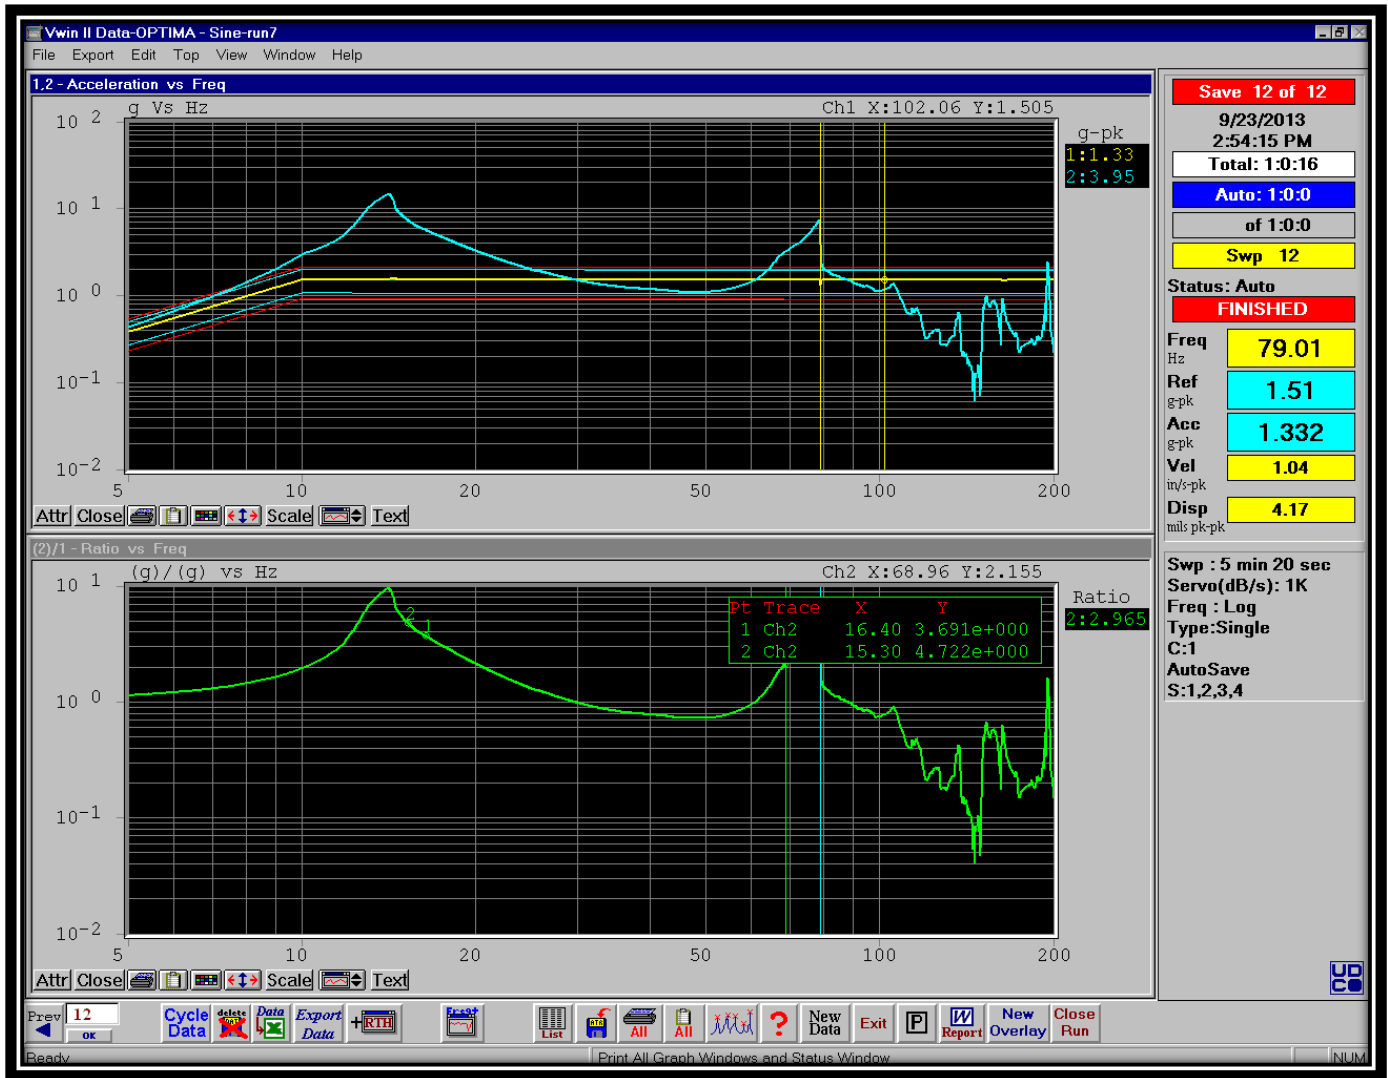 Vwin II Data-OPTIMA - Sine-run7
File Export Edit Top View Window Help
1,2 - Acceleration vs Freq
g Vs Hz
Ch1 X:102.06 Y:1.505
10 2
10 1
10 0
10-1
10-2
5 10 20 50 100 200
g-pk
1:1.33
2:3.95
Attr Close Scale Text
(2)/1 - Ratio vs Freq
(g)/(g) vs Hz
Ch2 X:68.96 Y:2.155
10 1
10 0
10-1
10-2
5 10 20 50 100 200
2
1
Pt Trace X Y
1 Ch2 16.40 3.691e+000
2 Ch2 15.30 4.722e+000
Ratio
2:2.965
Attr Close Scale Text
Save 12 of 12
9/23/2013
2:54:15 PM
Total: 1:0:16
Auto: 1:0:0
of 1:0:0
Swp 12
Status: Auto
FINISHED
Freq
Hz
79.01
Ref
g-pk
1.51
Acc
g-pk
1.332
Vel
in/s-pk
1.04
Disp
mils pk-pk
4.17
Swp : 5 min 20 sec
Servo(dB/s): 1K
Freq : Log
Type:Single
C:1
AutoSave
S:1,2,3,4
UD
CO
Prev 12
OK
Cycle
Data
delete
Data
Export
Data
+RTH
List
All
All
?
New
Data
Exit
P
W
Report
New
Overlay
Close
Run
Ready
Print All Graph Windows and Status Window
NUM